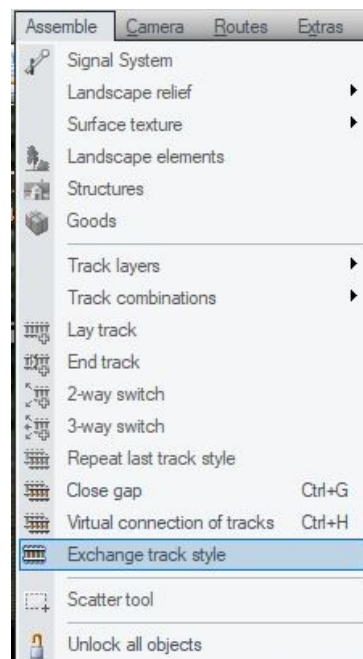 Assemble Camera Routes Extras
Signal System
Landscape relief
Surface texture
Landscape elements
Structures
Goods
Track layers
Track combinations
Lay track
End track
2-way switch
3-way switch
Repeat last track style
Close gap Ctrl+G
Virtual connection of tracks Ctrl+H
Exchange track style
Scatter tool
Unlock all objects